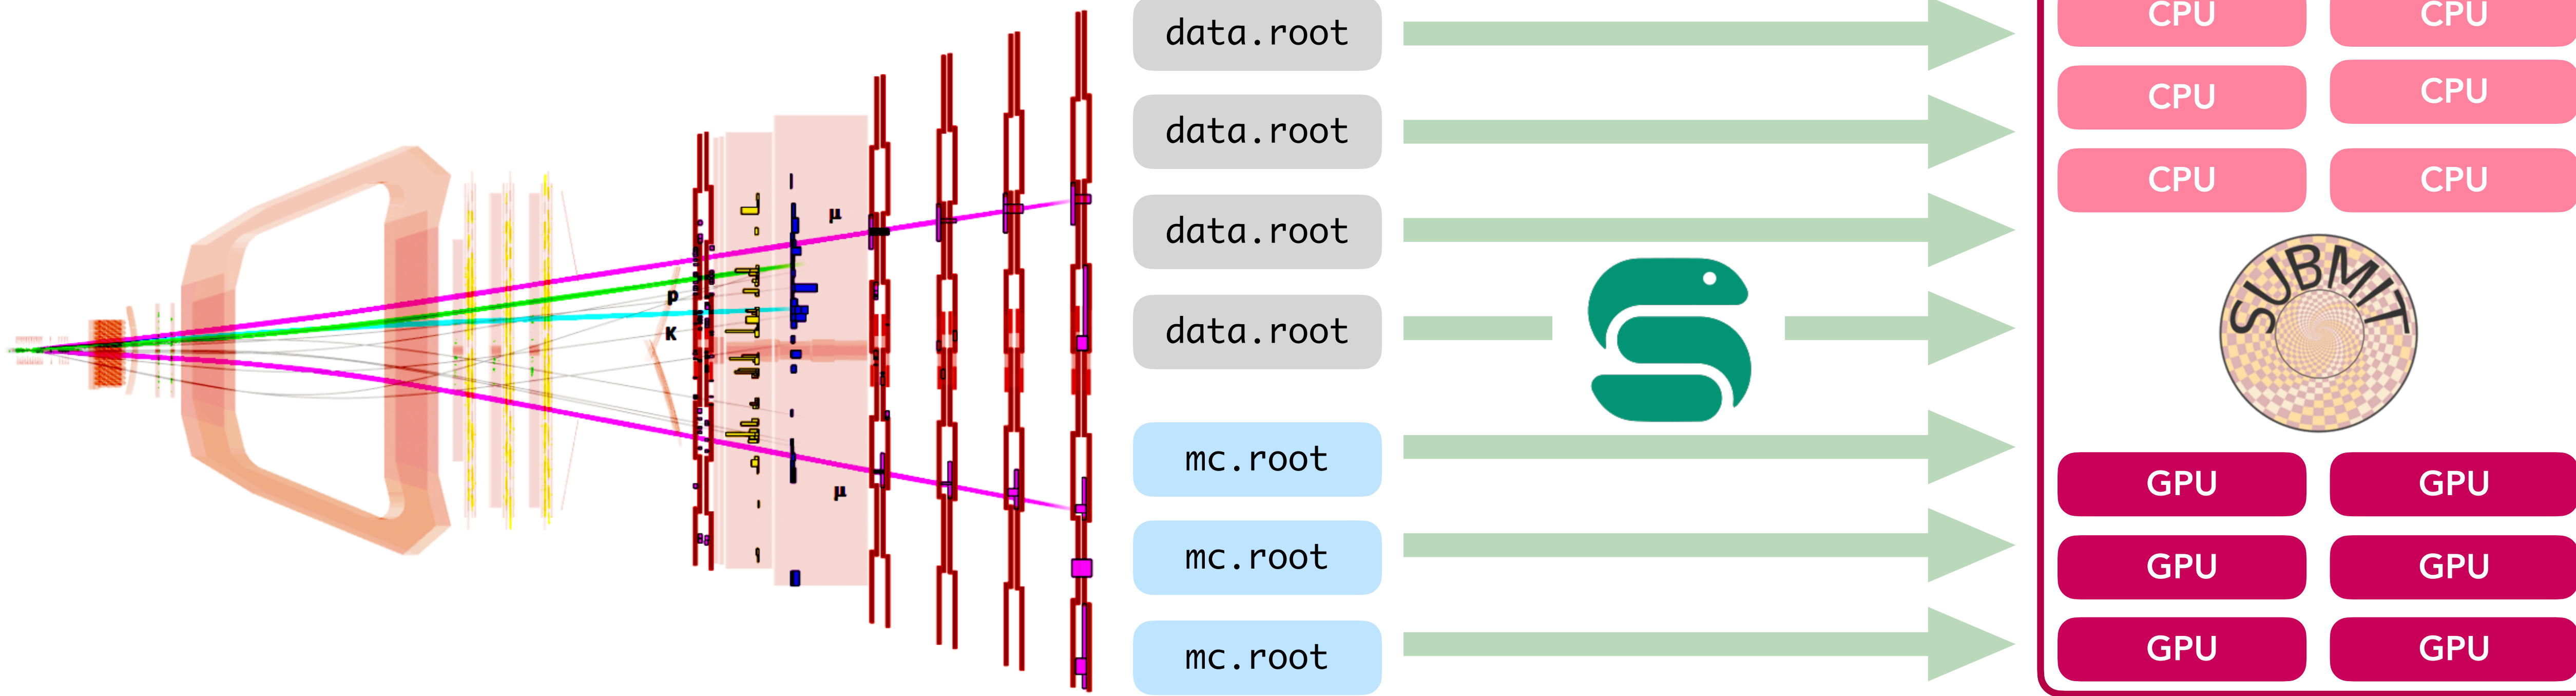 μ
p
K
μ
data.root
data.root
data.root
data.root
mc.root
mc.root
mc.root
CPU CPU
CPU CPU
CPU CPU
SUBMIT
GPU GPU
GPU GPU
GPU GPU